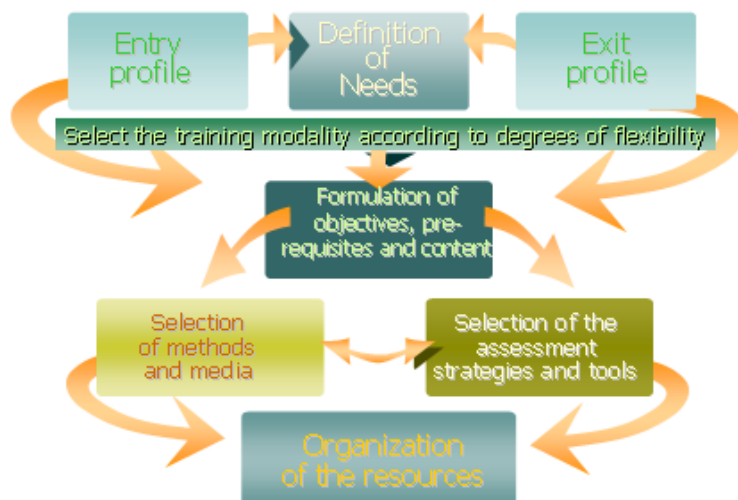 Entry
profile
Definition
of
Needs
Exit
profile
Select the training modality according to degrees of flexibility
Formulation of
objectives, pre-
requisites and content
Selection
of methods
and media
Selection of the
assessment
strategies and tools
Organization
of the resources